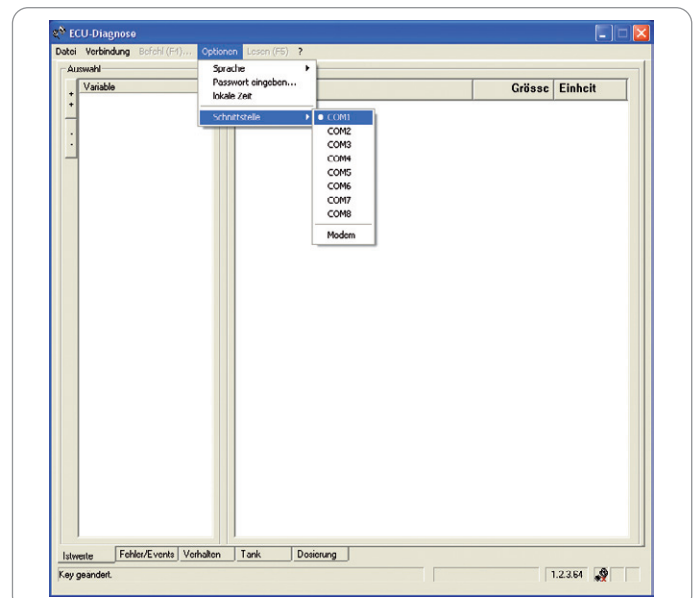 ECU-Diagnose
Datei Verbindung Befehl (F4)... Optionen Lesen (F5) ?
Auswahl
Variable
Grösse Einheit
Sprache
Passwort eingeben...
lokale Zeit
Schnittstelle
COM1
COM2
COM3
COM4
COM5
COM6
COM7
COM8
Modem
Istwerte Fehler/Events Verhalten Tank Dosierung
Key geandert.
1.2.3.64